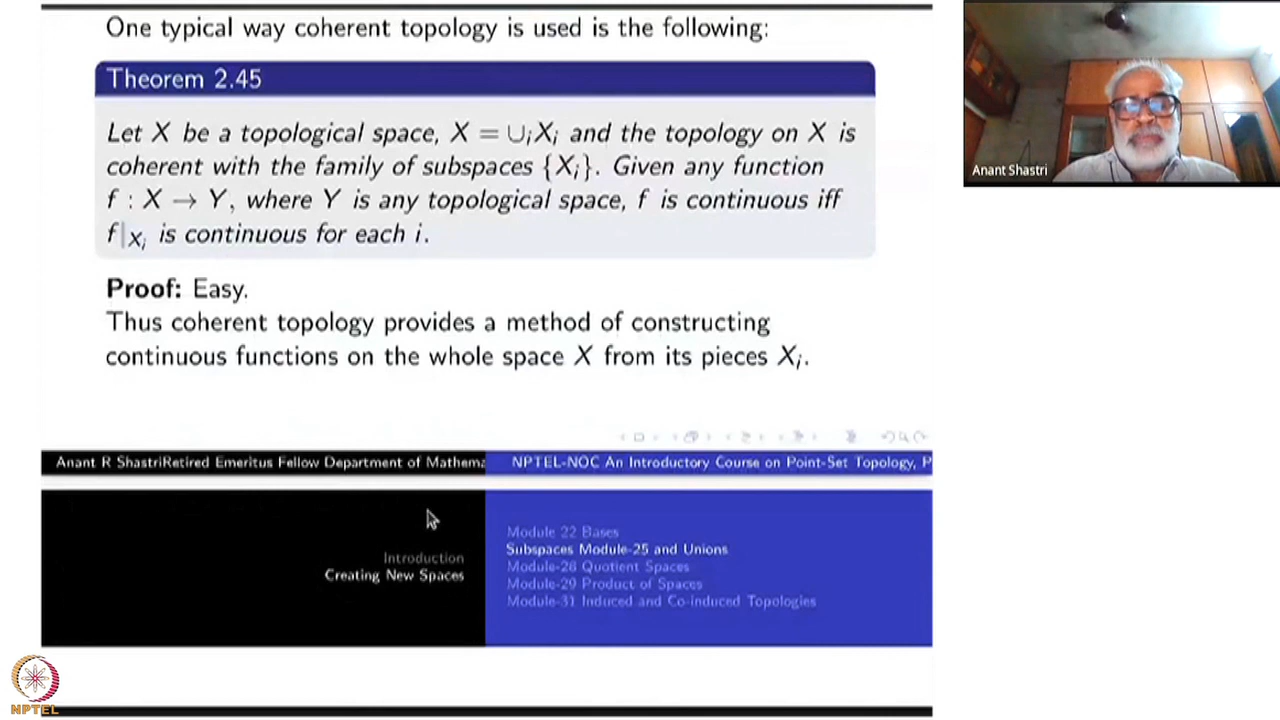 One typical way coherent topology is used is the following:
Theorem 2.45
Let X be a topological space, X = ∪ᵢXᵢ and the topology on X is
coherent with the family of subspaces {Xᵢ}. Given any function
f : X → Y, where Y is any topological space, f is continuous iff
f|Xᵢ is continuous for each i.
Proof: Easy.
Thus coherent topology provides a method of constructing
continuous functions on the whole space X from its pieces Xᵢ.
Anant Shastri
Anant R ShastriRetired Emeritus Fellow Department of Mathema
NPTEL-NOC An Introductory Course on Point-Set Topology, P
Introduction
Creating New Spaces
Module 22 Bases
Subspaces Module-25 and Unions
Module-28 Quotient Spaces
Module-29 Product of Spaces
Module-31 Induced and Co-induced Topologies
NPTEL